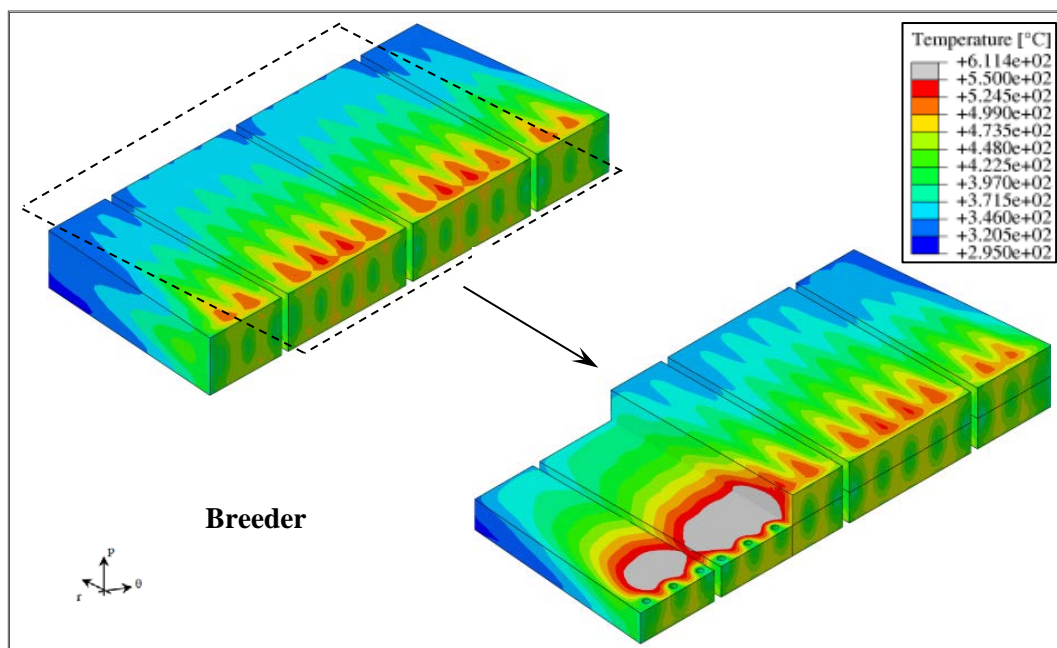 Temperature [°C]
+6.114e+02
+5.500e+02
+5.245e+02
+4.990e+02
+4.735e+02
+4.480e+02
+4.225e+02
+3.970e+02
+3.715e+02
+3.460e+02
+3.205e+02
+2.950e+02
Breeder
p
θ
r